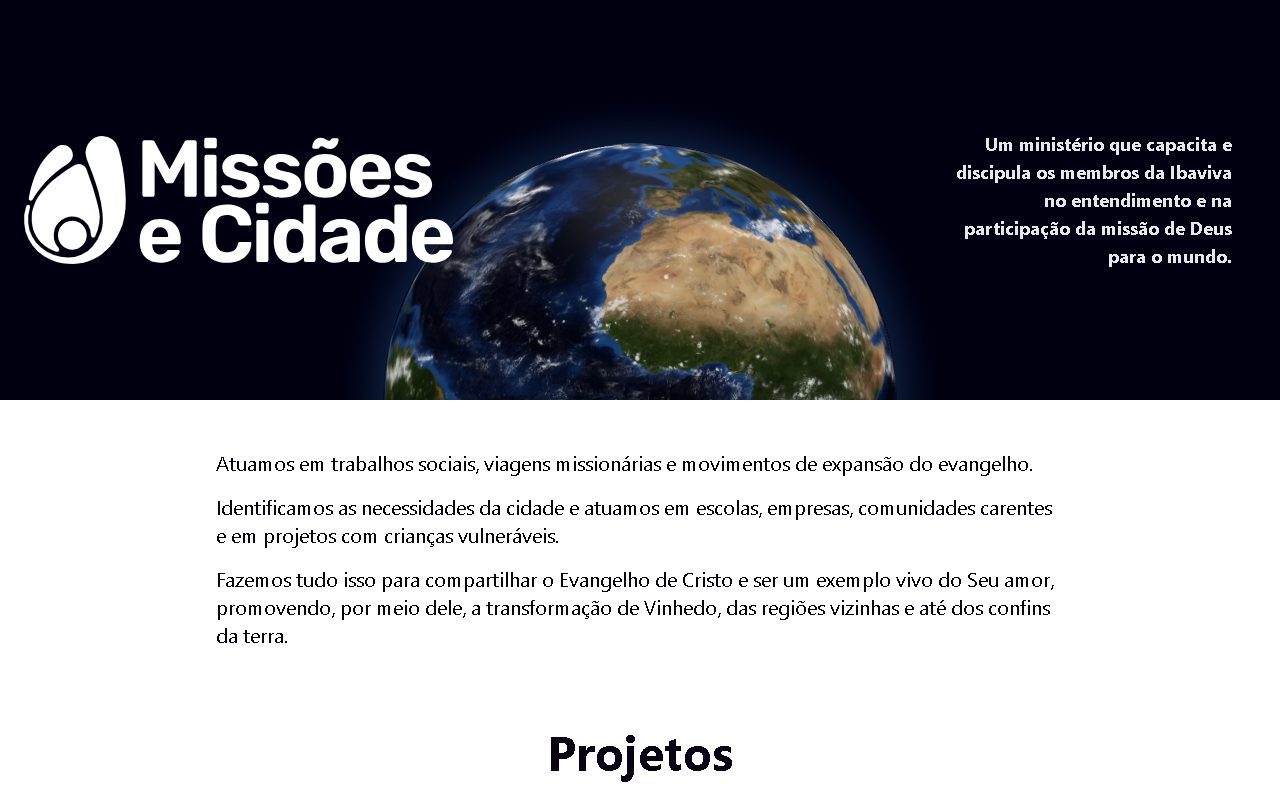 Missões
e Cidade
Um ministério que capacita e
discipula os membros da Ibaviva
no entendimento e na
participação da missão de Deus
para o mundo.
Atuamos em trabalhos sociais, viagens missionárias e movimentos de expansão do evangelho.
Identificamos as necessidades da cidade e atuamos em escolas, empresas, comunidades carentes
e em projetos com crianças vulneráveis.
Fazemos tudo isso para compartilhar o Evangelho de Cristo e ser um exemplo vivo do Seu amor,
promovendo, por meio dele, a transformação de Vinhedo, das regiões vizinhas e até dos confins
da terra.
Projetos